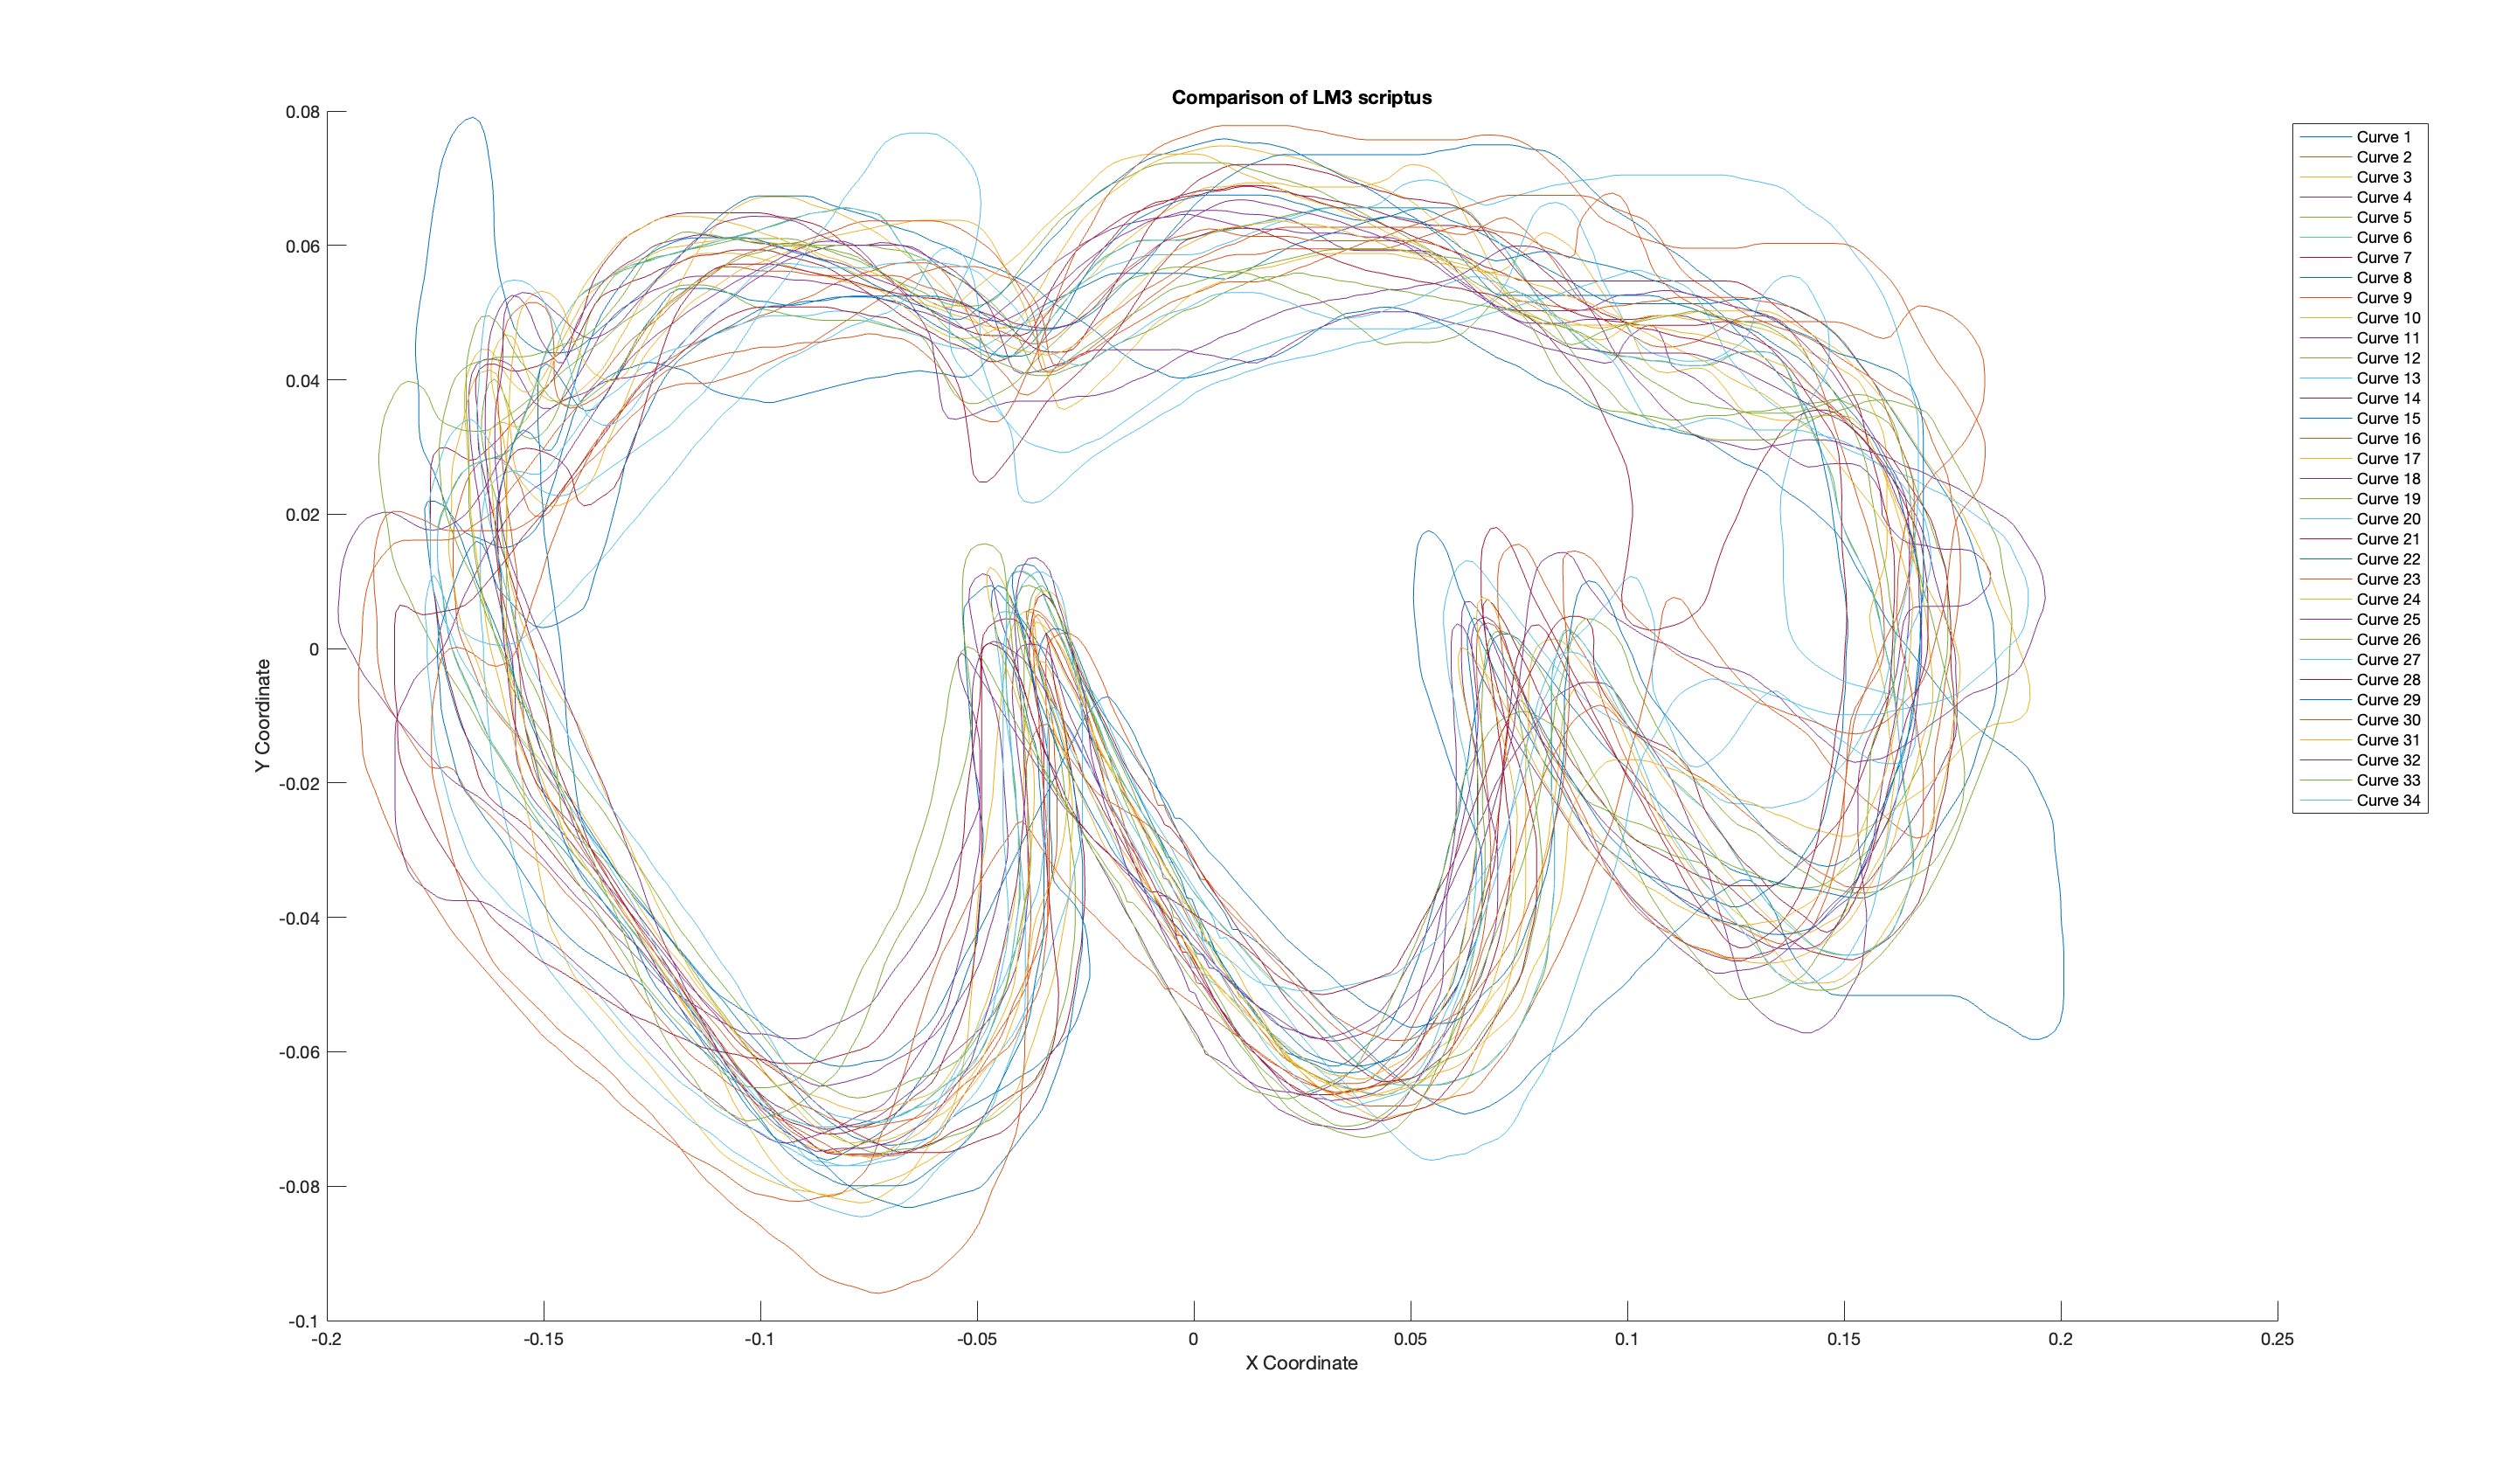 Comparison of LM3 scriptus
0.08
0.06
0.04
0.02
0
-0.02
-0.04
-0.06
-0.08
-0.1
Y Coordinate
-0.2
-0.15
-0.1
-0.05
0
0.05
0.1
0.15
0.2
0.25
X Coordinate
Curve 1
Curve 2
Curve 3
Curve 4
Curve 5
Curve 6
Curve 7
Curve 8
Curve 9
Curve 10
Curve 11
Curve 12
Curve 13
Curve 14
Curve 15
Curve 16
Curve 17
Curve 18
Curve 19
Curve 20
Curve 21
Curve 22
Curve 23
Curve 24
Curve 25
Curve 26
Curve 27
Curve 28
Curve 29
Curve 30
Curve 31
Curve 32
Curve 33
Curve 34